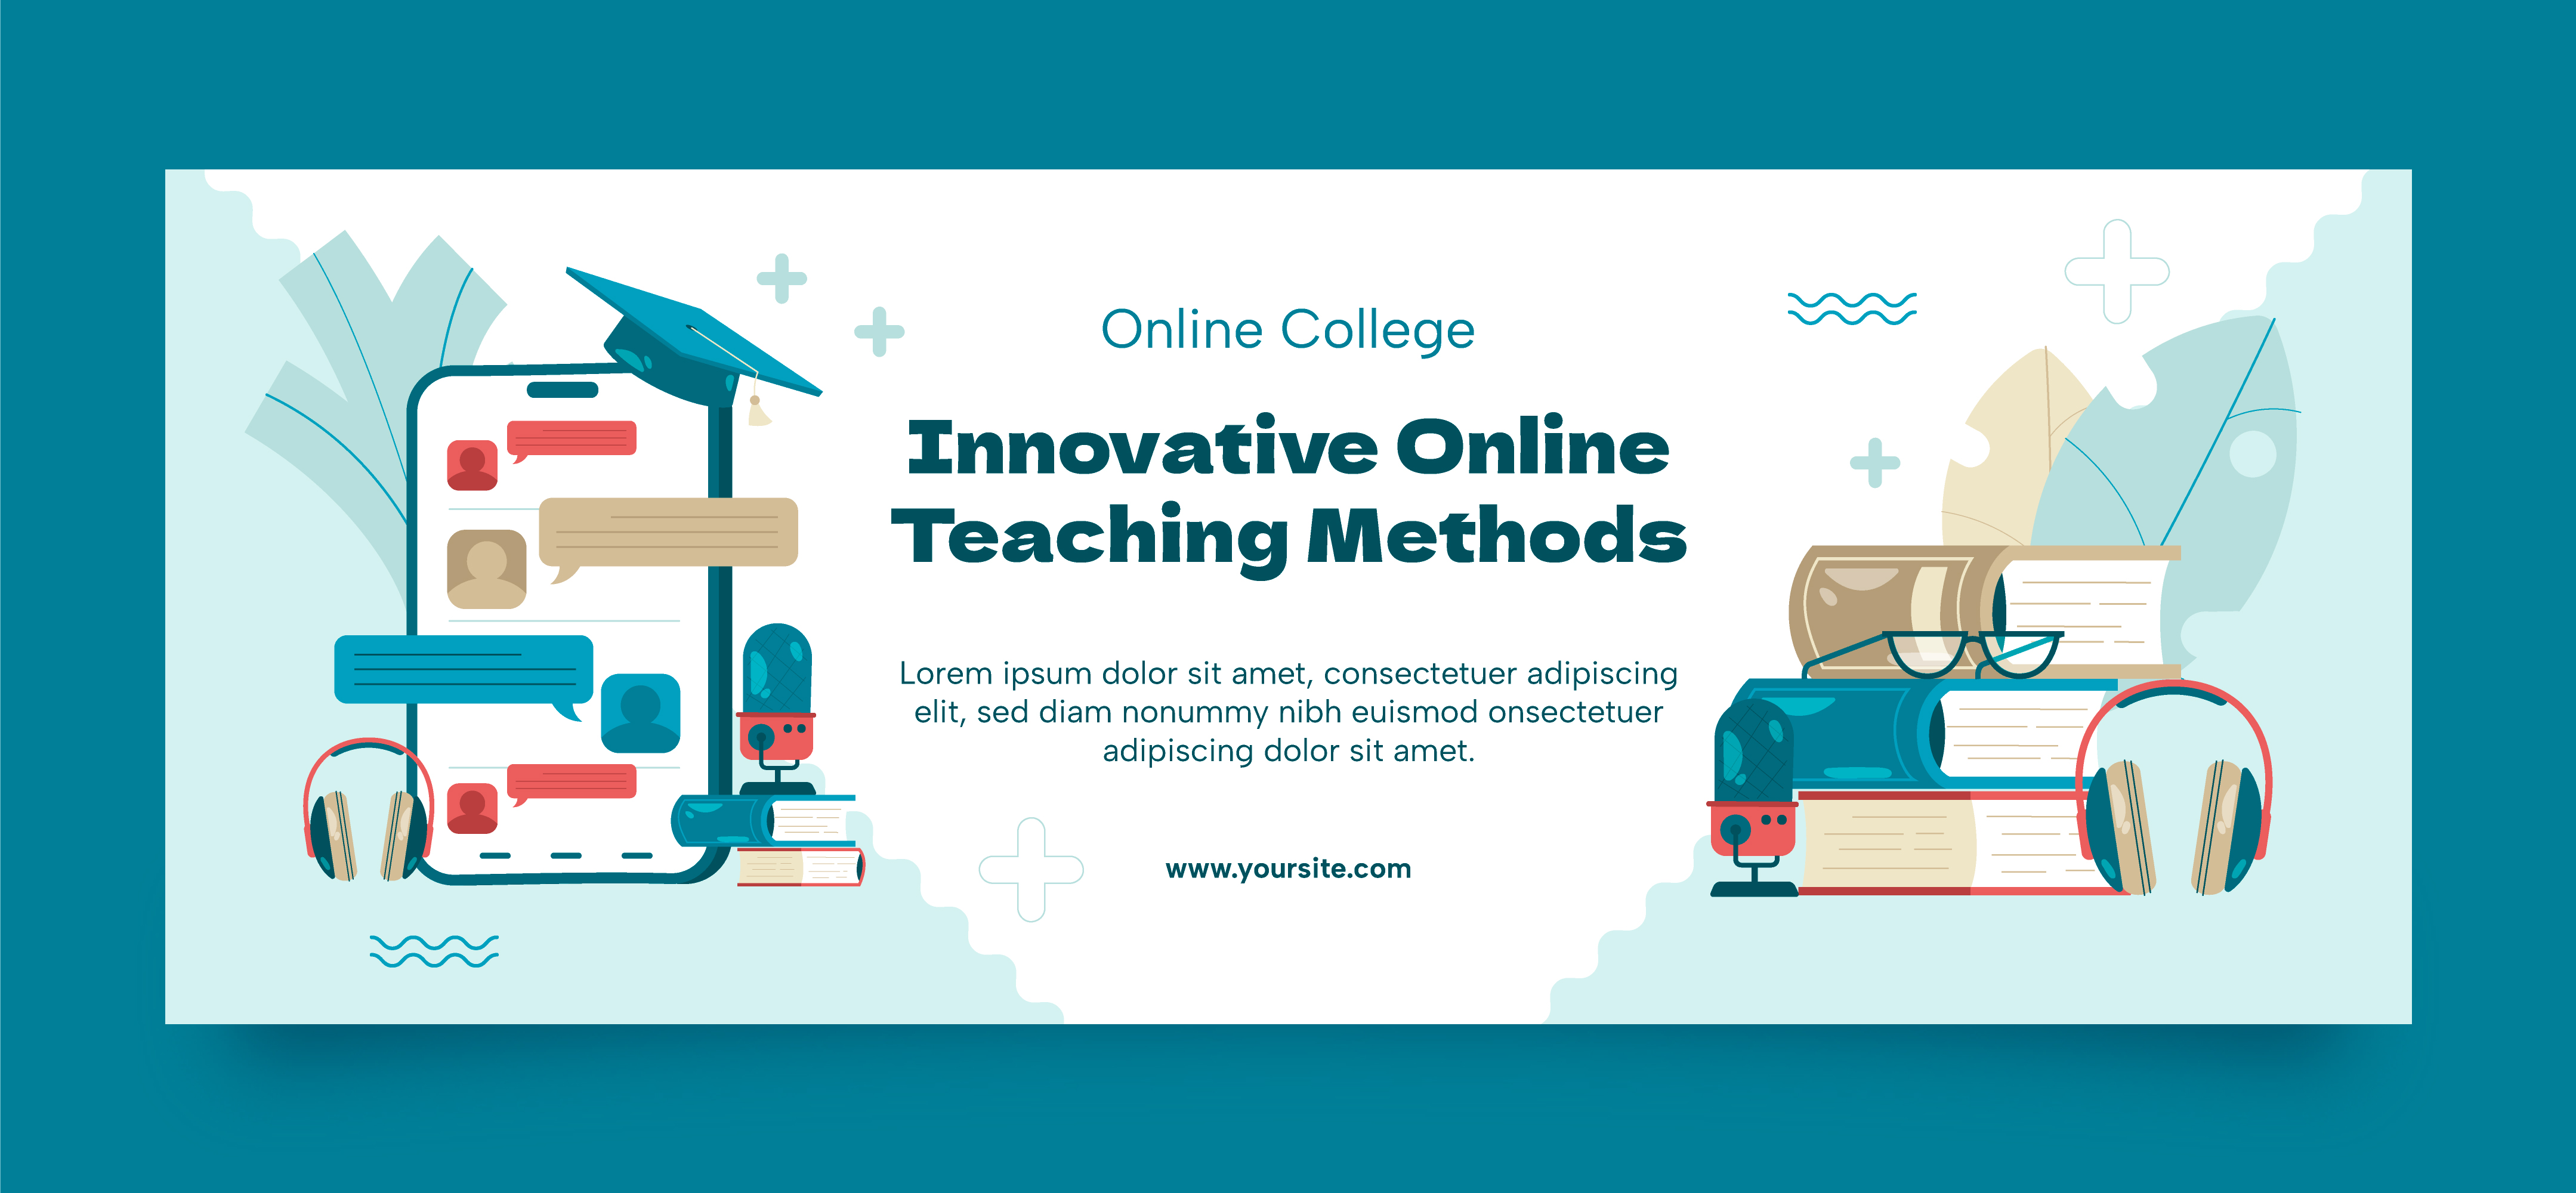 Online College
Innovative Online
Teaching Methods
Lorem ipsum dolor sit amet, consectetuer adipiscing
elit, sed diam nonummy nibh euismod onsectetuer
adipiscing dolor sit amet.
www.yoursite.com